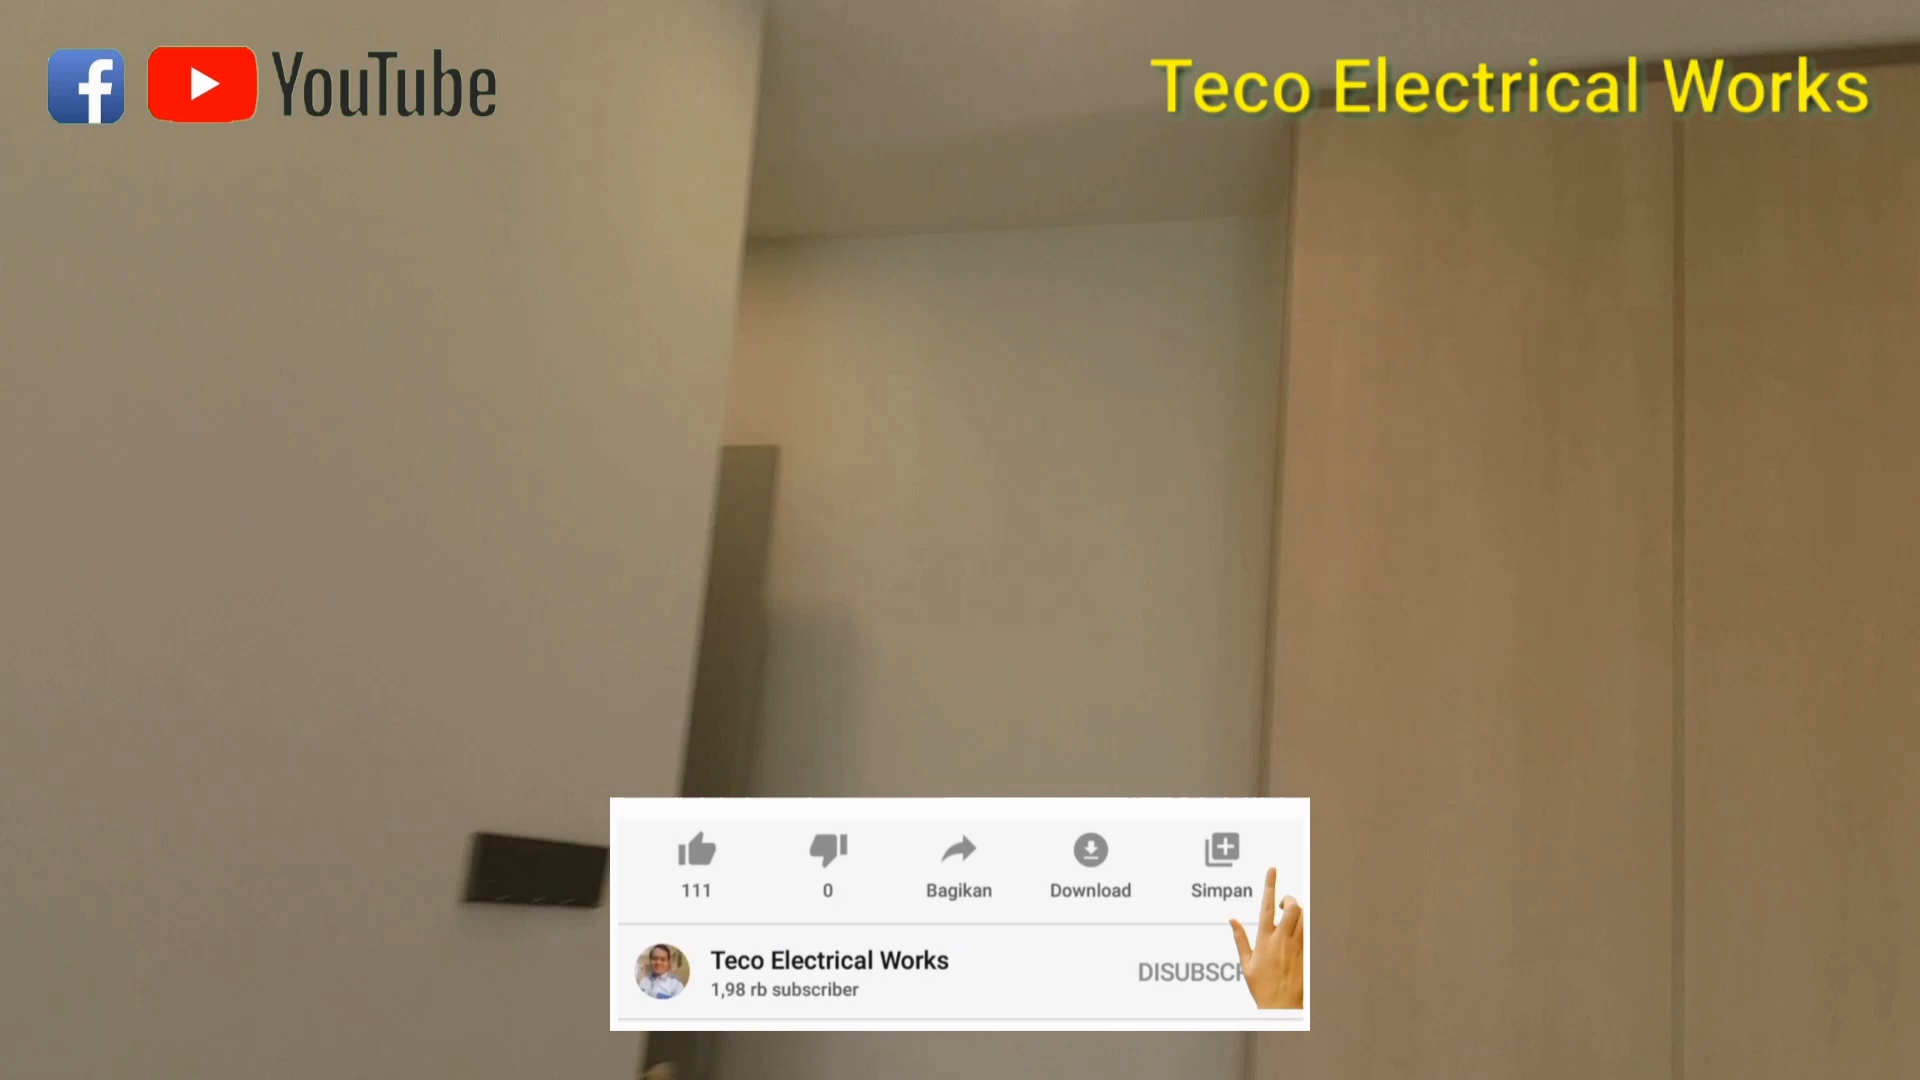 YouTube
Teco Electrical Works
111
0
Bagikan
Download
Simpan
Teco Electrical Works
1,98 rb subscriber